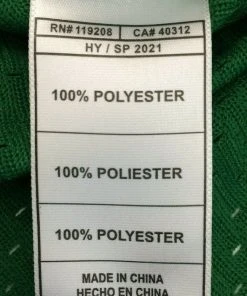 RN# 119208 CA# 40312
HY / SP 2021
100% POLYESTER
100% POLIESTER
100% POLYESTER
MADE IN CHINA
HECHO EN CHINA